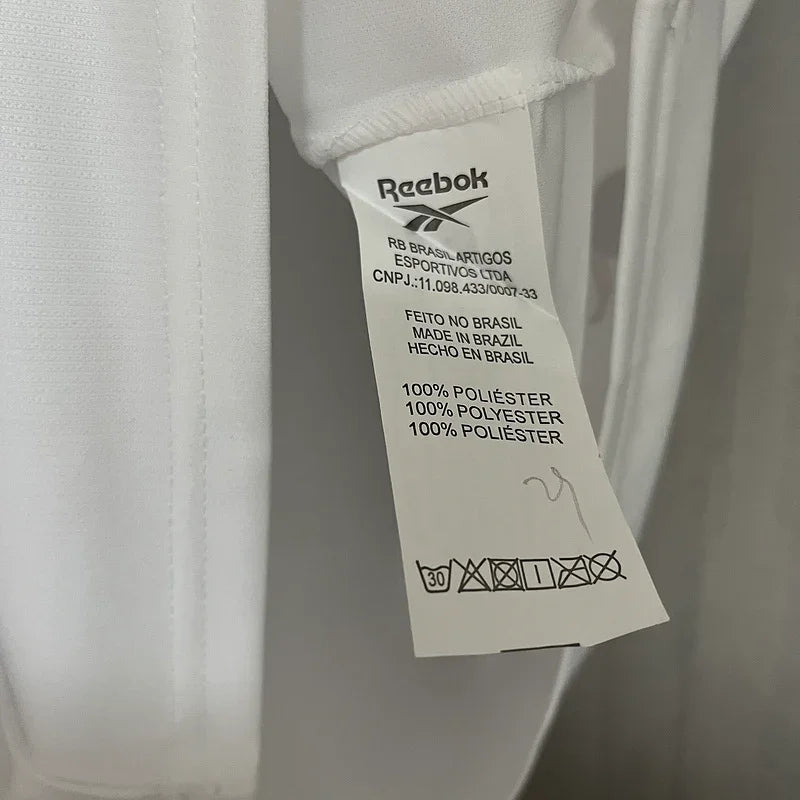 Reebok
RB BRASIL ARTIGOS
ESPORTIVOS LTDA
CNPJ.:11.098.433/0007-33
FEITO NO BRASIL
MADE IN BRAZIL
HECHO EN BRASIL
100% POLIÉSTER
100% POLYESTER
100% POLIÉSTER
30